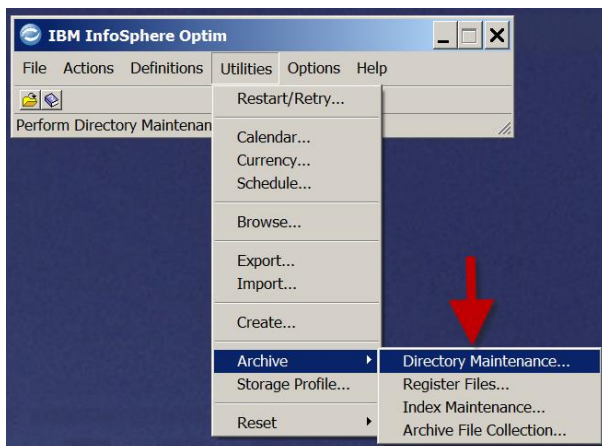 IBM InfoSphere Optim
File Actions Definitions Utilities Options Help
Perform Directory Maintenan
Restart/Retry...
Calendar...
Currency...
Schedule...
Browse...
Export...
Import...
Create...
Archive
Storage Profile...
Reset
Directory Maintenance...
Register Files...
Index Maintenance...
Archive File Collection...